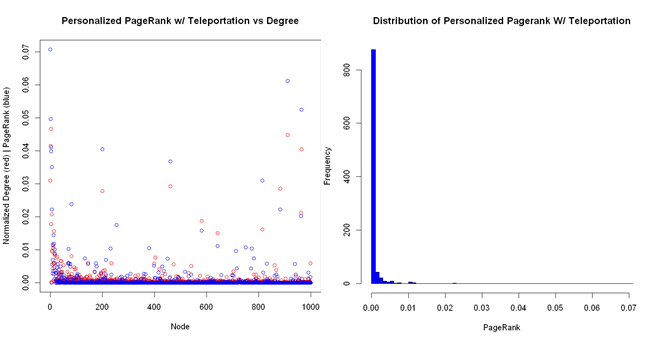 Personalized PageRank w/ Teleportation vs Degree
Normalized Degree (red) | PageRank (blue)
0.07
0.06
0.05
0.04
0.03
0.02
0.01
0.00
0 200 400 600 800 1000
Node
Distribution of Personalized Pagerank W/ Teleportation
Frequency
800
600
400
200
0
0.00 0.01 0.02 0.03 0.04 0.05 0.06 0.07
PageRank